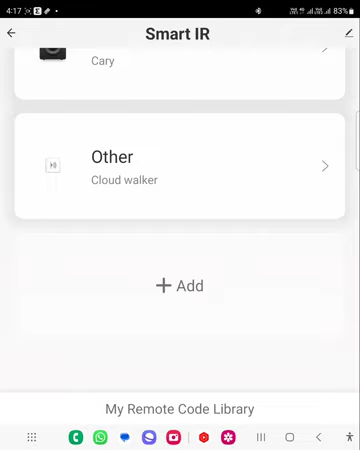 4:17
83%
Smart IR
Cary
Other
Cloud walker
+ Add
My Remote Code Library